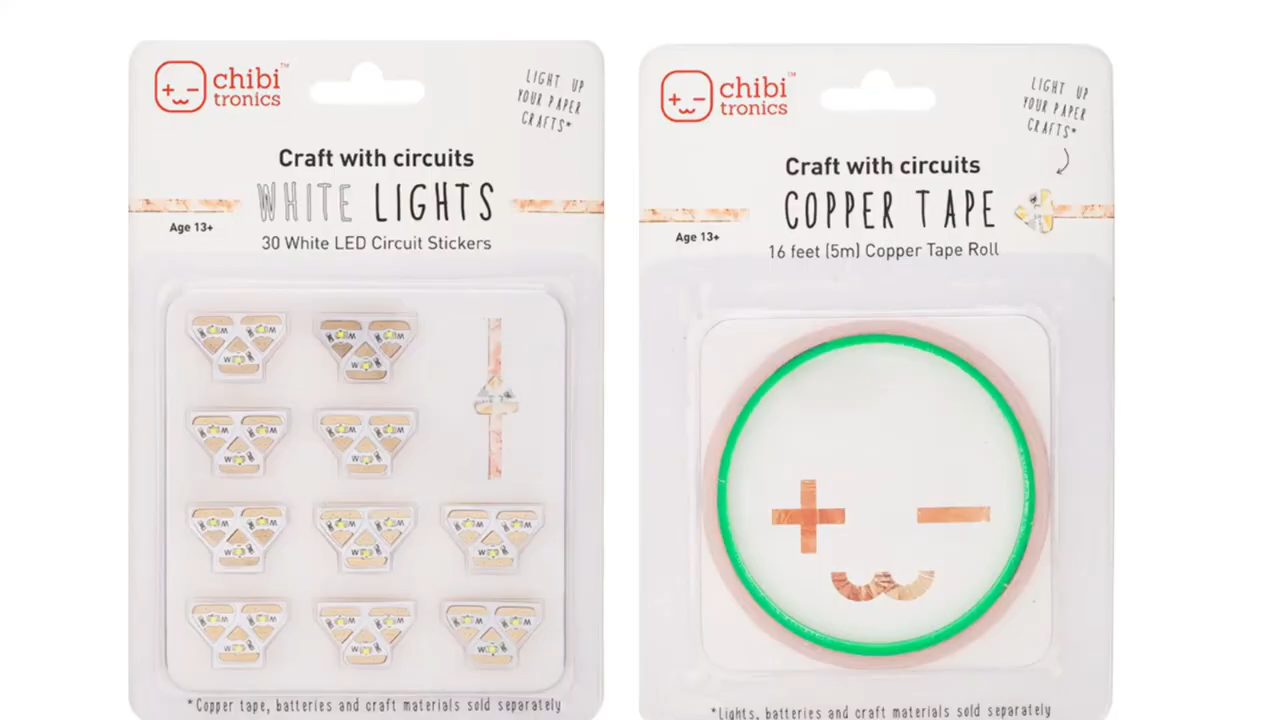 chibi™
tronics
LIGHT UP
YOUR PAPER
CRAFTS*
Craft with circuits
WHITE LIGHTS
Age 13+
30 White LED Circuit Stickers
*Copper tape, batteries and craft materials sold separately
chibi™
tronics
LIGHT UP
YOUR PAPER
CRAFTS*
Craft with circuits
COPPER TAPE
Age 13+
16 feet (5m) Copper Tape Roll
*Lights, batteries and craft materials sold separately